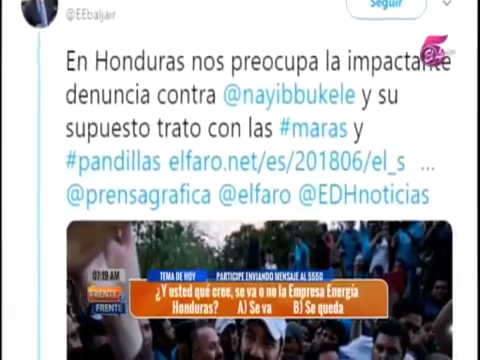 @EEbaljair
Seguir
En Honduras nos preocupa la impactante
denuncia contra @nayibbukele y su
supuesto trato con las #maras y
#pandillas elfaro.net/es/201806/el_s ...
@prensagrafica @elfaro @EDHnoticias
07:19 AM
TEMA DE HOY
PARTICIPE ENVIANDO MENSAJE AL 5550
FRENTE
FRENTE
¿Y usted qué cree, se va o no la Empresa Energía
Honduras? A) Se va B) Se queda